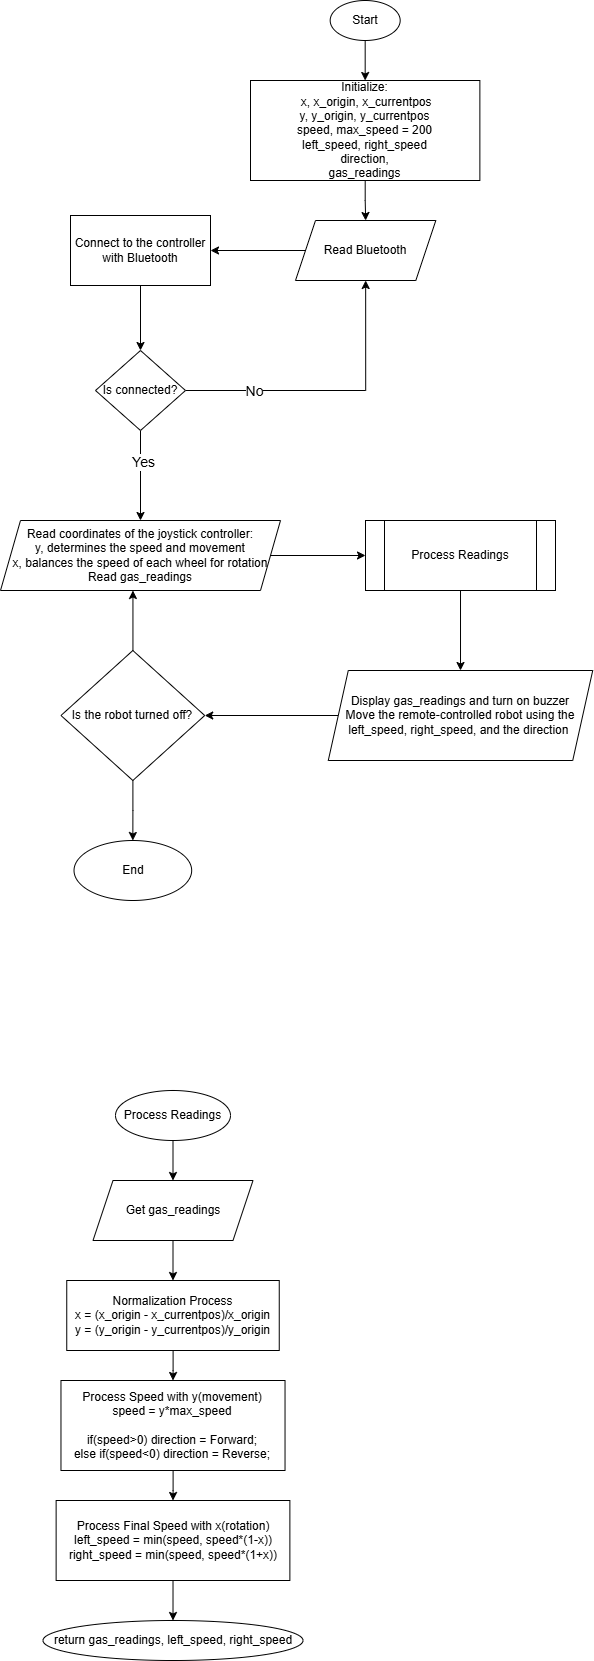 Start
Initialize:
x, x_origin, x_currentpos
y, y_origin, y_currentpos
speed, max_speed = 200
left_speed, right_speed
direction,
gas_readings
Read Bluetooth
Connect to the controller
with Bluetooth
Is connected?
No
Yes
Read coordinates of the joystick controller:
y, determines the speed and movement
x, balances the speed of each wheel for rotation
Read gas_readings
Process Readings
Display gas_readings and turn on buzzer
Move the remote-controlled robot using the
left_speed, right_speed, and the direction
Is the robot turned off?
End
Process Readings
Get gas_readings
Normalization Process
x = (x_origin - x_currentpos)/x_origin
y = (y_origin - y_currentpos)/y_origin
Process Speed with y(movement)
speed = y*max_speed
if(speed>0) direction = Forward;
else if(speed<0) direction = Reverse;
Process Final Speed with x(rotation)
left_speed = min(speed, speed*(1-x))
right_speed = min(speed, speed*(1+x))
return gas_readings, left_speed, right_speed